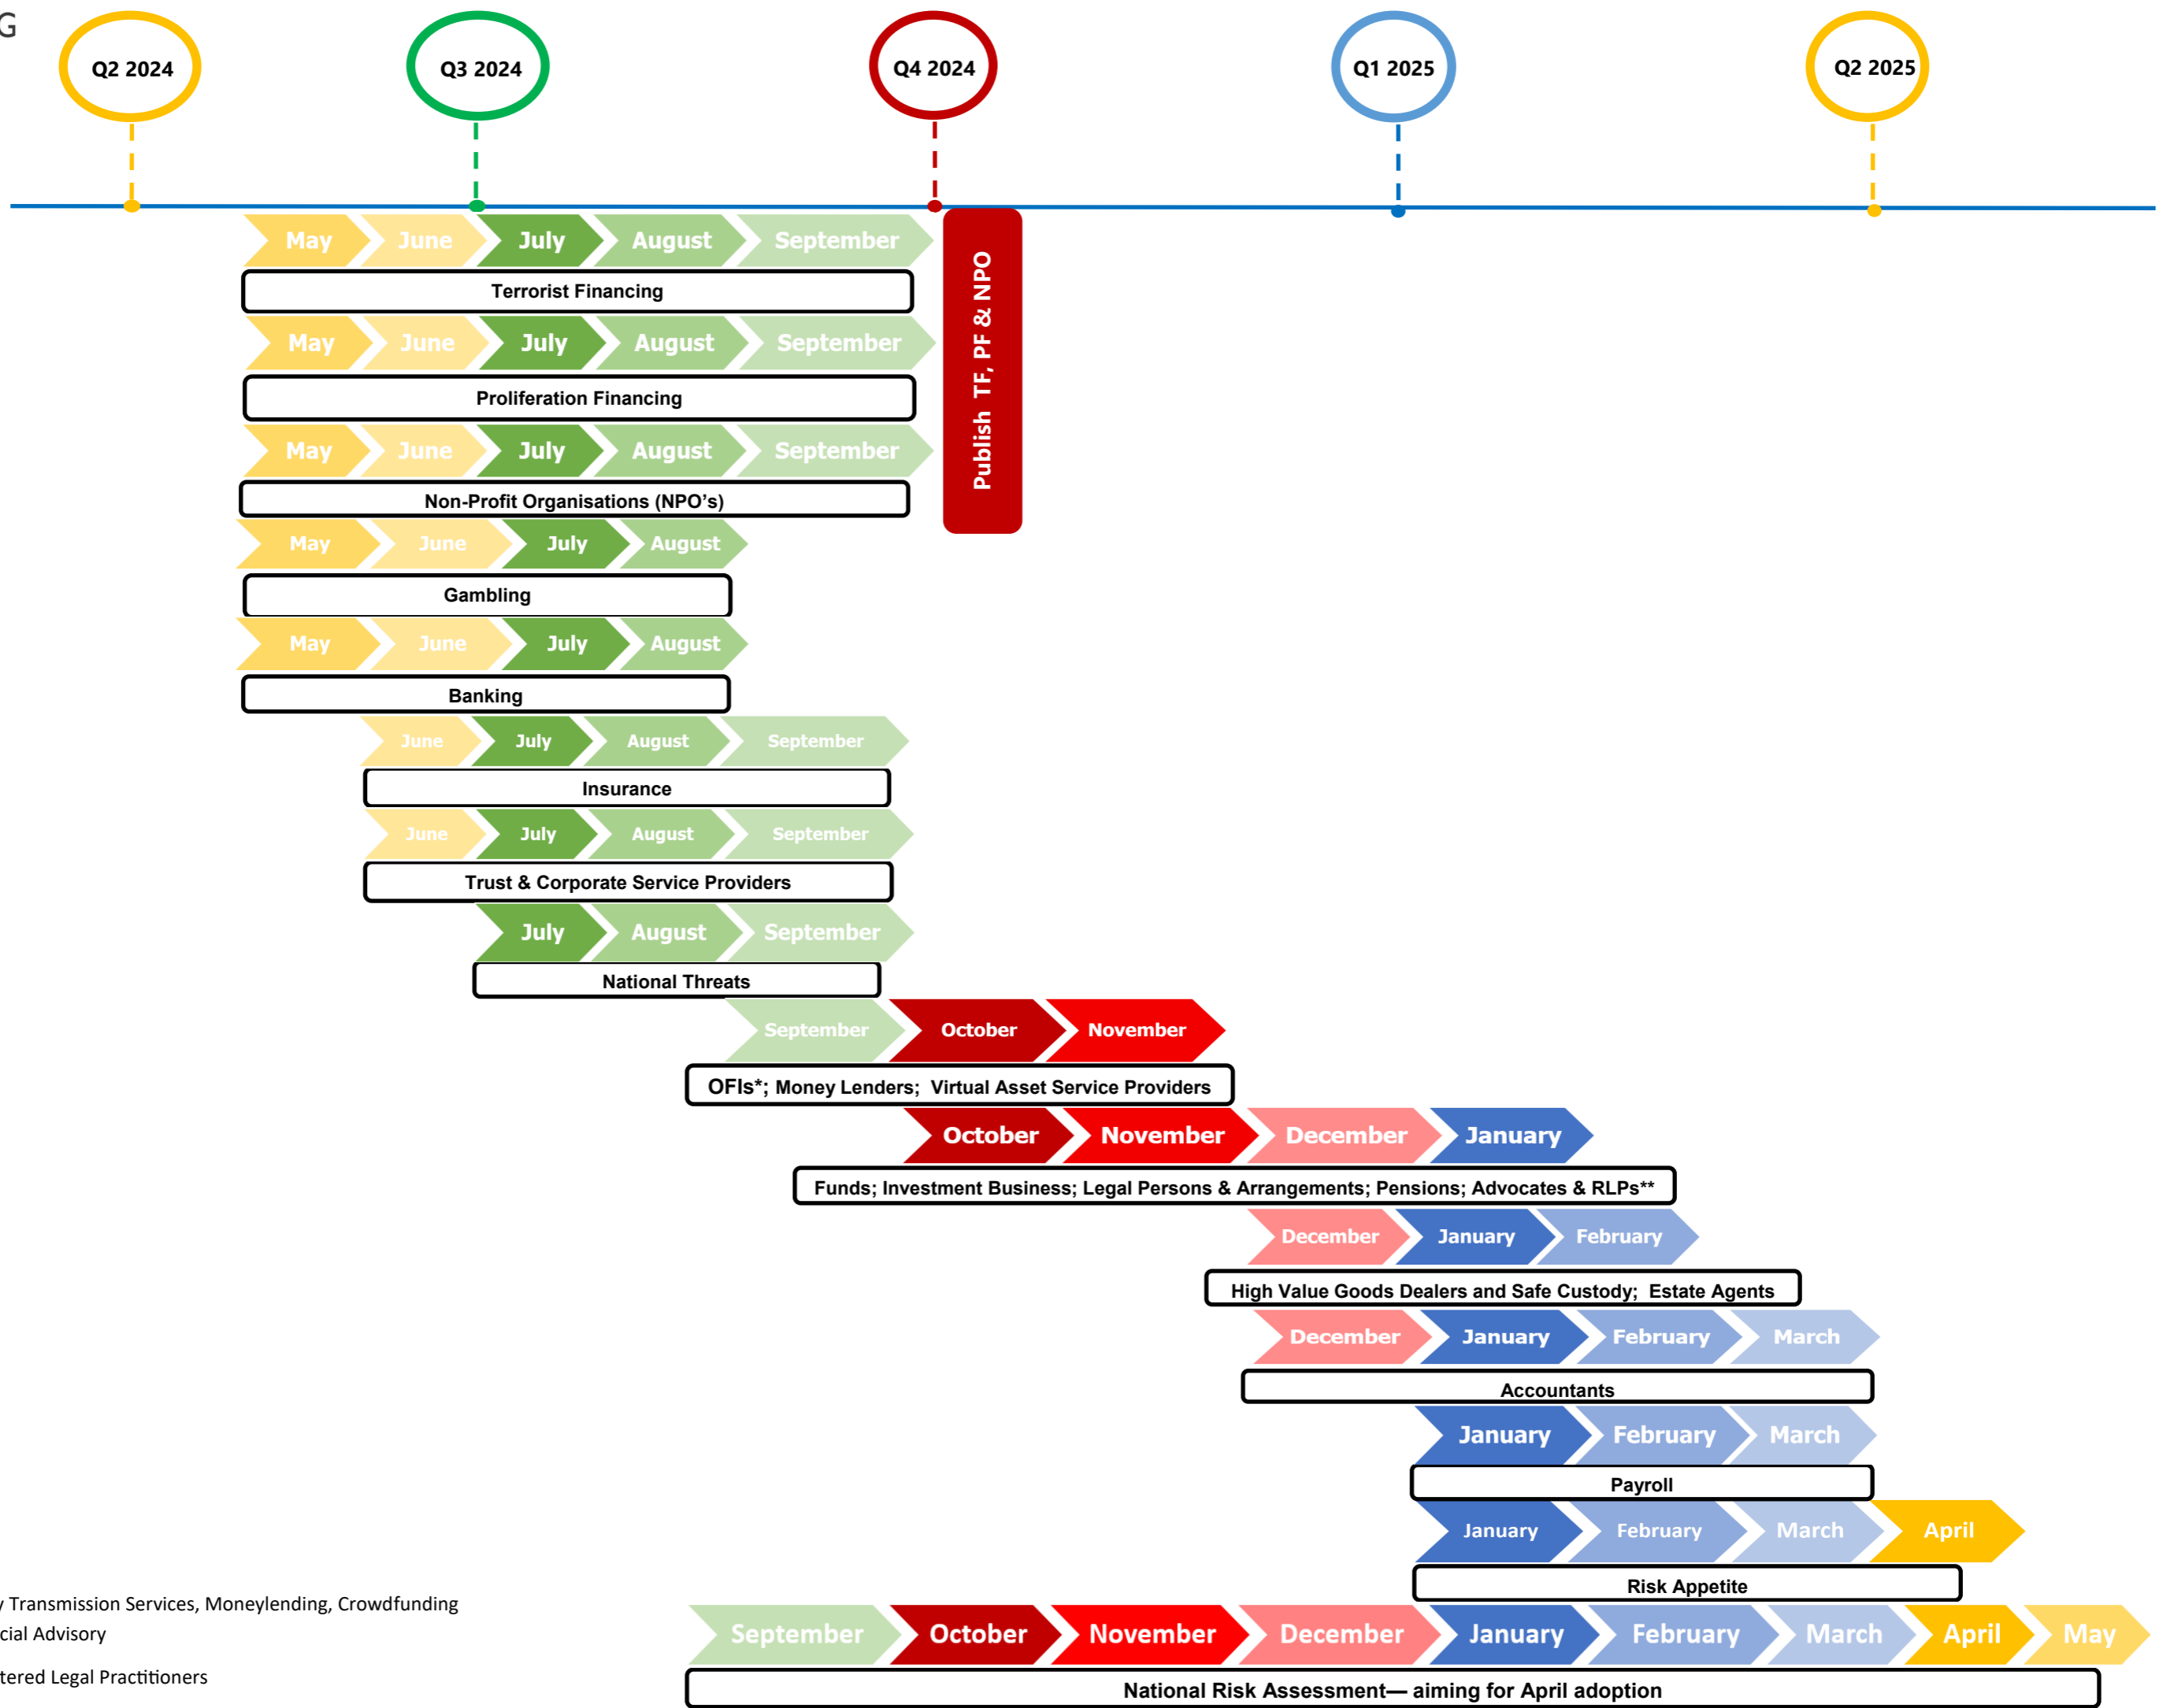 G
Q2 2024 Q3 2024 Q4 2024 Q1 2025 Q2 2025
May June July August September
Terrorist Financing
May June July August September
Proliferation Financing
May June July August September
Non-Profit Organisations (NPO’s)
Publish TF, PF & NPO
May June July August
Gambling
May June July August
Banking
June July August September
Insurance
June July August September
Trust & Corporate Service Providers
July August September
National Threats
September October November
OFIs*; Money Lenders; Virtual Asset Service Providers
October November December January
Funds; Investment Business; Legal Persons & Arrangements; Pensions; Advocates & RLPs**
December January February
High Value Goods Dealers and Safe Custody; Estate Agents
December January February March
Accountants
January February March
Payroll
January February March April
Risk Appetite
y Transmission Services, Moneylending, Crowdfunding
cial Advisory
tered Legal Practitioners
September October November December January February March April May
National Risk Assessment— aiming for April adoption